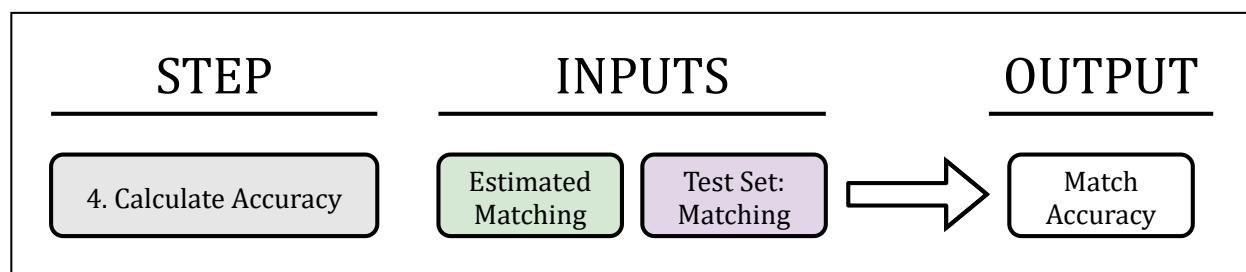 STEP
INPUTS
OUTPUT
4. Calculate Accuracy
Estimated
Matching
Test Set:
Matching
Match
Accuracy